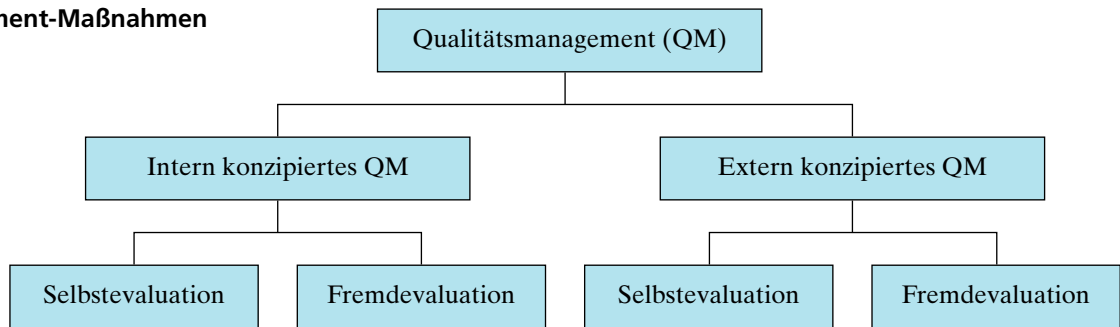 ment-Maßnahmen
Qualitätsmanagement (QM)
Intern konzipiertes QM
Extern konzipiertes QM
Selbstevaluation
Fremdevaluation
Selbstevaluation
Fremdevaluation